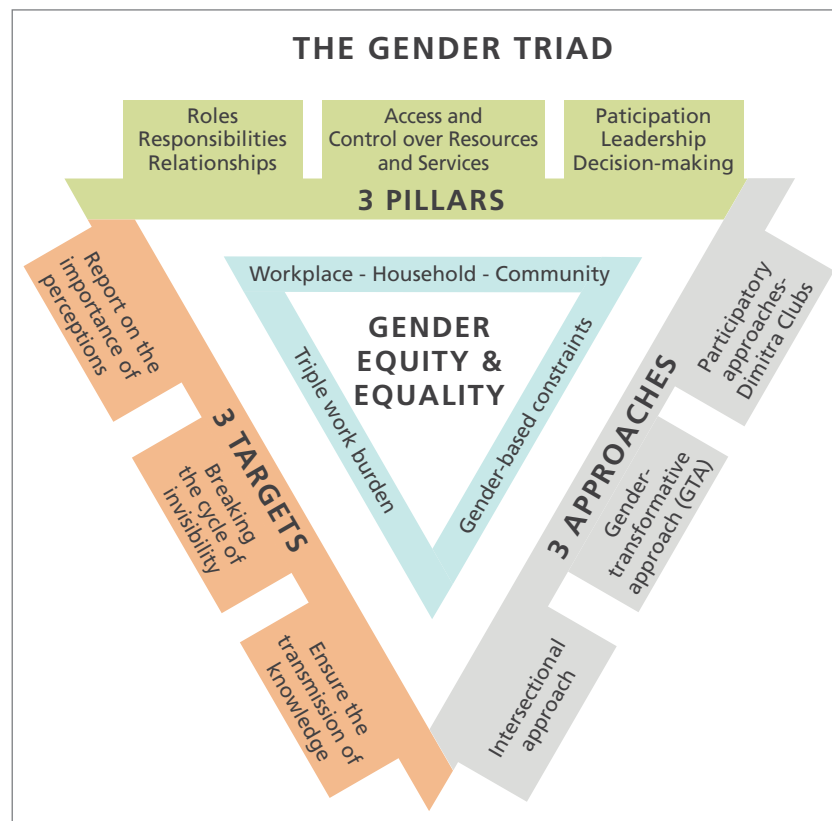 THE GENDER TRIAD
Roles
Responsibilities
Relationships
Access and
Control over Resources
and Services
Paticipation
Leadership
Decision-making
3 PILLARS
Report on the
importance of
perceptions
Breaking
the cycle of
invisibility
Ensure the
transmission of
knowledge
3 TARGETS
Workplace - Household - Community
Triple work burden
Gender-based constraints
GENDER
EQUITY &
EQUALITY
3 APPROACHES
Participatory
approaches-
Dimitra Clubs
Gender-
transformative
approach (GTA)
Intersectional
approach